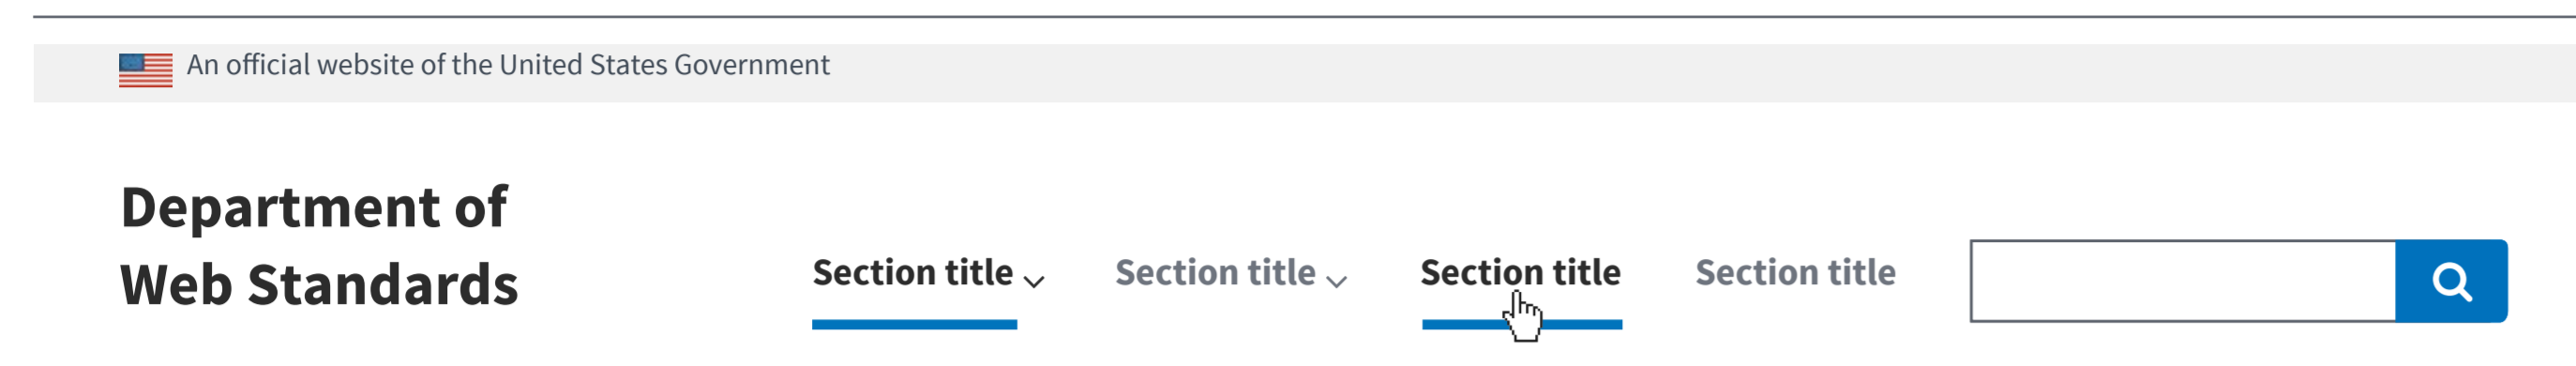 An official website of the United States Government
Department of
Web Standards
Section title
Section title
Section title
Section title